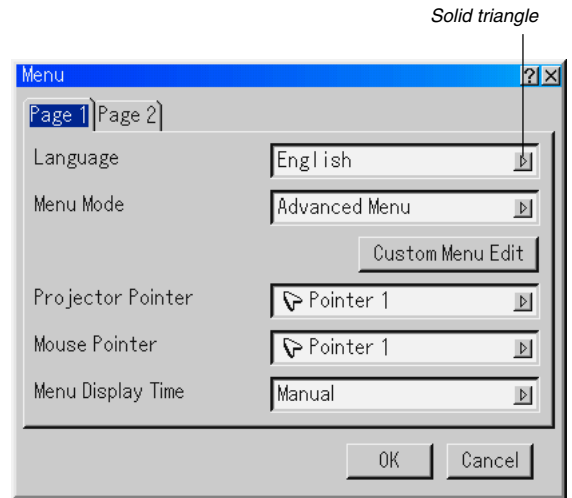 Solid triangle
Menu ? ×
Page 1 Page 2
Language English
Menu Mode Advanced Menu
Custom Menu Edit
Projector Pointer Pointer 1
Mouse Pointer Pointer 1
Menu Display Time Manual
OK Cancel